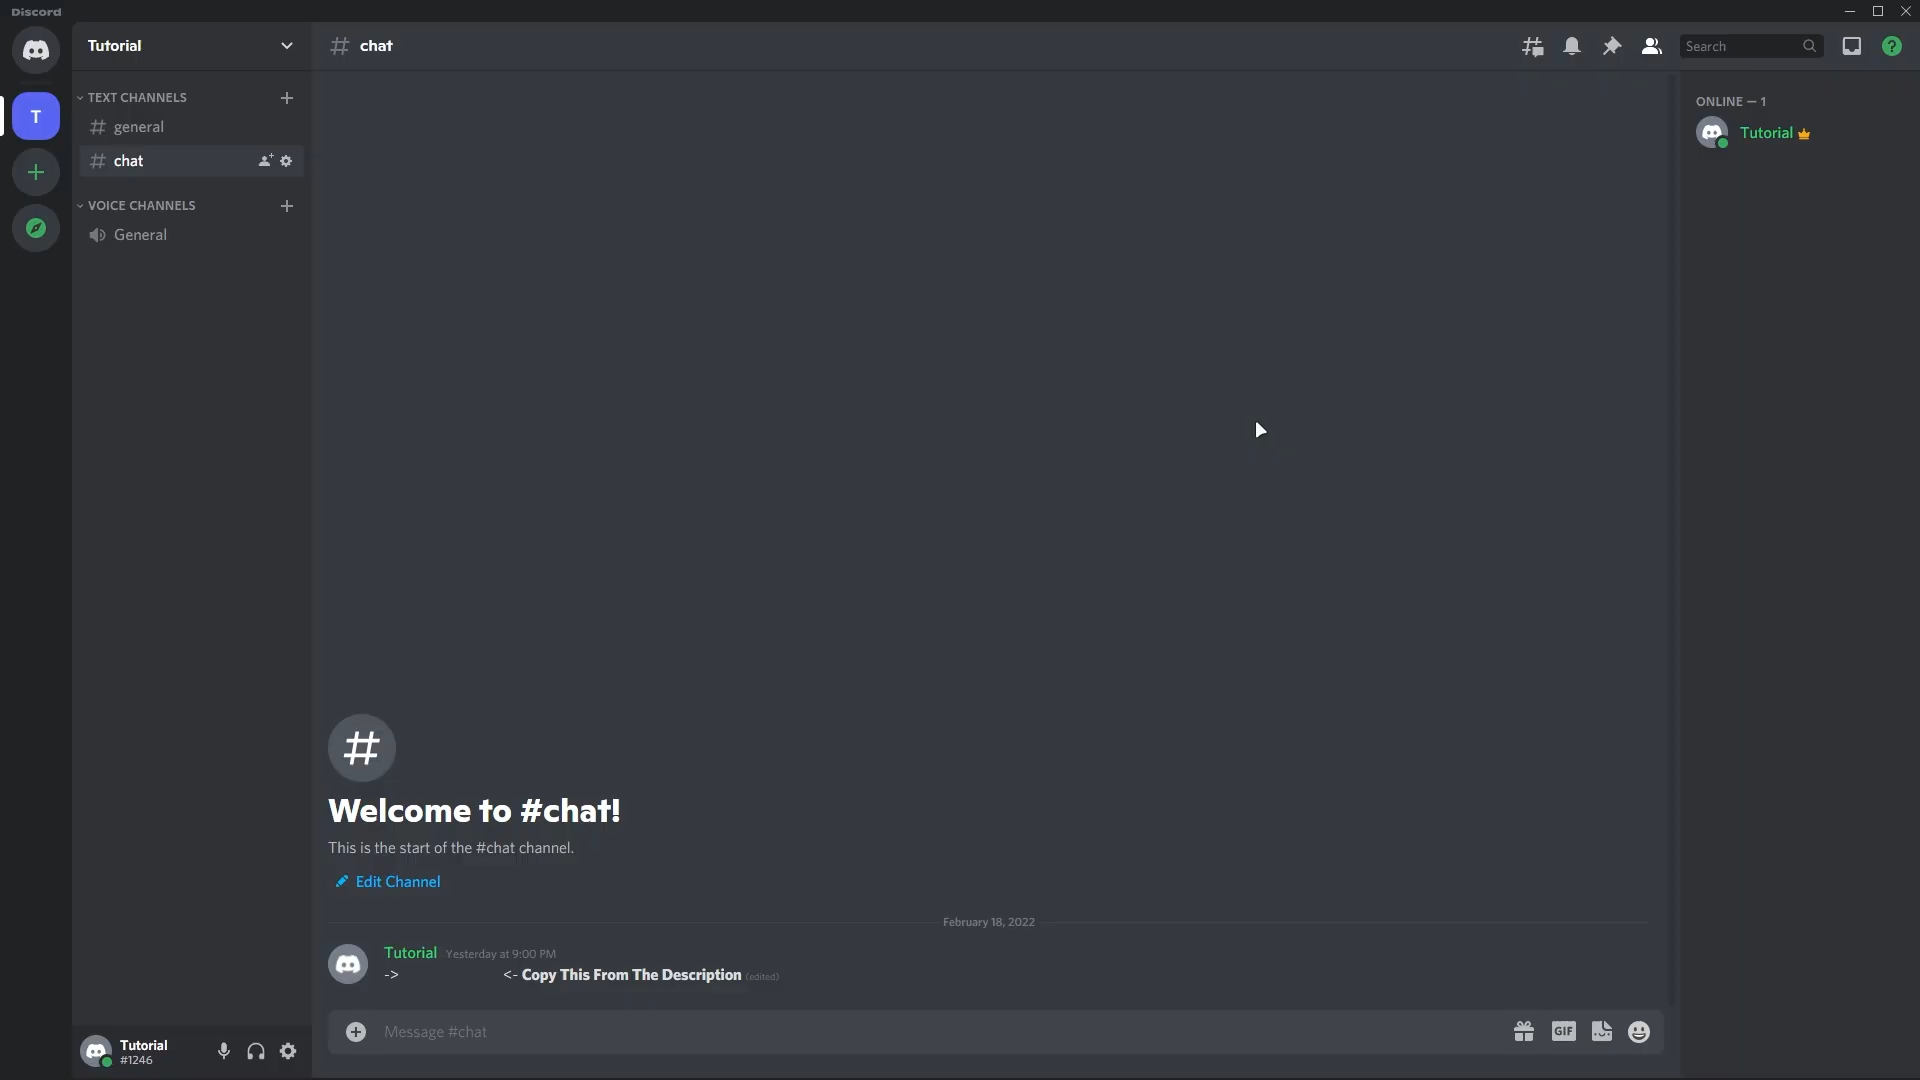 Discord
Tutorial
# chat
Search
?
T
TEXT CHANNELS
# general
# chat
VOICE CHANNELS
General
ONLINE — 1
Tutorial
#
Welcome to #chat!
This is the start of the #chat channel.
Edit Channel
February 18, 2022
Tutorial Yesterday at 9:00 PM
-> <- Copy This From The Description (edited)
Message #chat
GIF
Tutorial
#1246